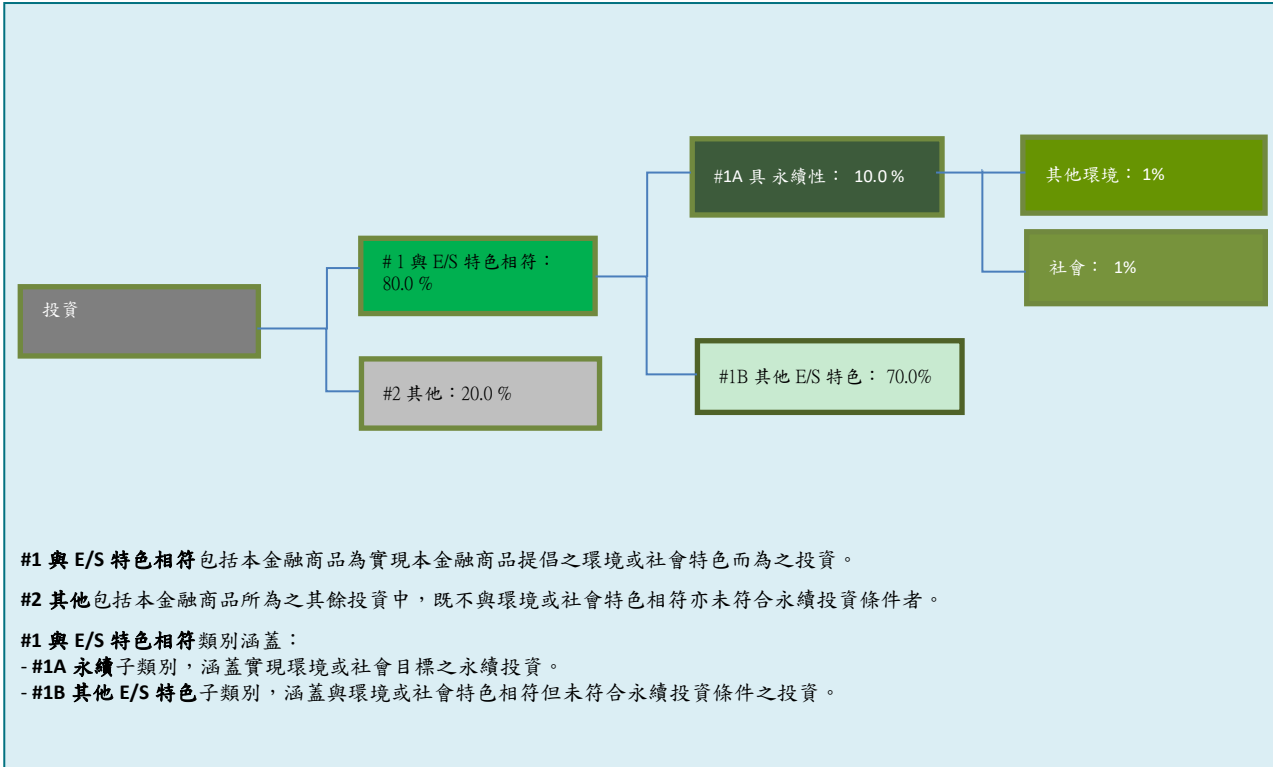 #1A 具 永續性： 10.0 %
其他環境： 1%
# 1 與 E/S 特色相符：
80.0 %
社會： 1%
投資
#2 其他：20.0 %
#1B 其他 E/S 特色： 70.0%
#1 與 E/S 特色相符包括本金融商品為實現本金融商品提倡之環境或社會特色而為之投資。
#2 其他包括本金融商品所為之其餘投資中，既不與環境或社會特色相符亦未符合永續投資條件者。
#1 與 E/S 特色相符類別涵蓋：
- #1A 永續子類別，涵蓋實現環境或社會目標之永續投資。
- #1B 其他 E/S 特色子類別，涵蓋與環境或社會特色相符但未符合永續投資條件之投資。